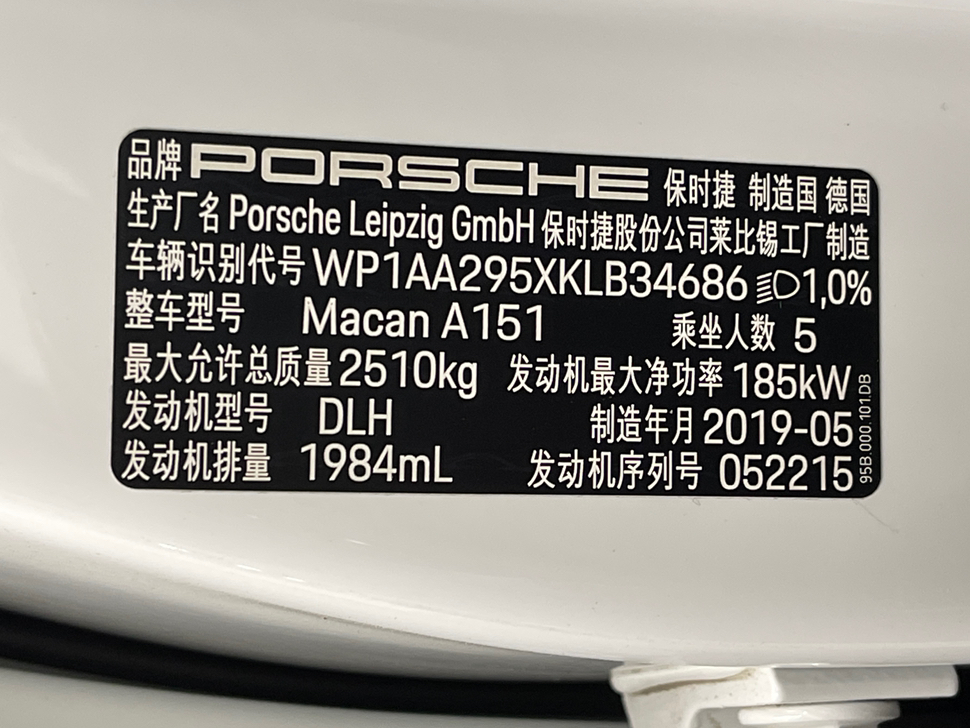 品牌 PORSCHE 保时捷 制造国 德国
生产厂名 Porsche Leipzig GmbH 保时捷股份公司莱比锡工厂制造
车辆识别代号 WP1AA295XKLB34686 1,0%
整车型号 Macan A151 乘坐人数 5
最大允许总质量 2510kg 发动机最大净功率 185kW
发动机型号 DLH 制造年月 2019-05
发动机排量 1984mL 发动机序列号 052215
95B.000.101.DB